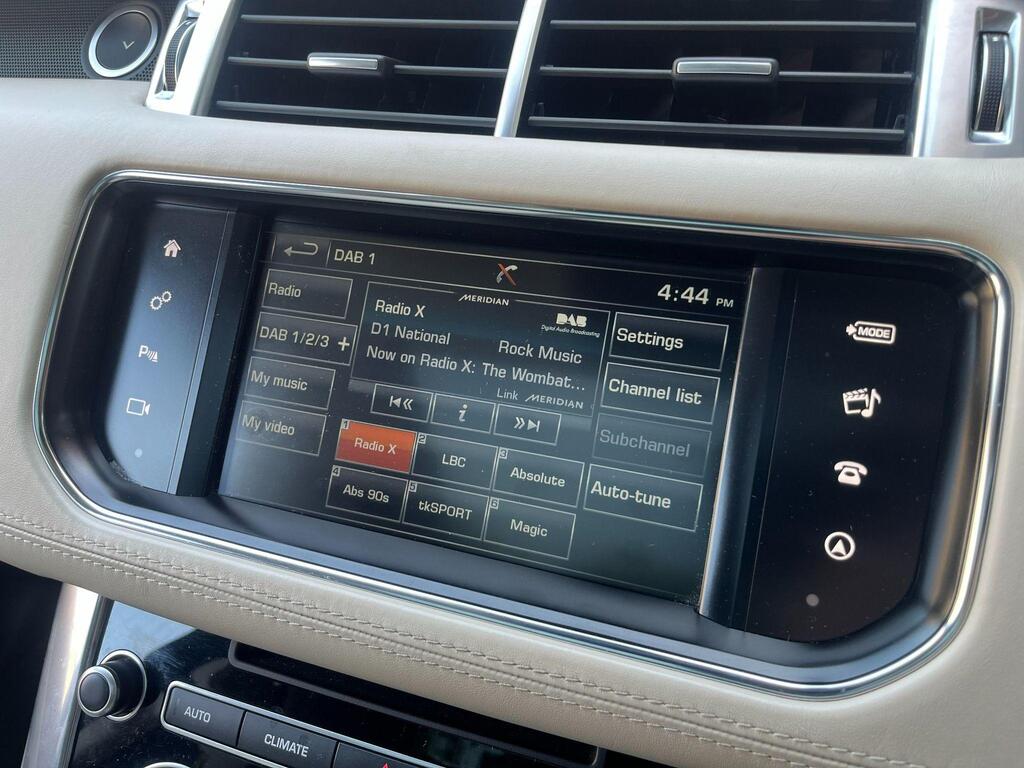 DAB 1
4:44 PM
MERIDIAN
Radio
Radio X
DAB
Digital Audio Broadcasting
Settings
DAB 1/2/3 +
D1 National
Rock Music
Now on Radio X: The Wombat...
Link MERIDIAN
Channel list
My music
i
Subchannel
My video
1 Radio X
2 LBC
3 Absolute
Auto-tune
4 Abs 90s
5 tkSPORT
6 Magic
P
MODE
AUTO
CLIMATE